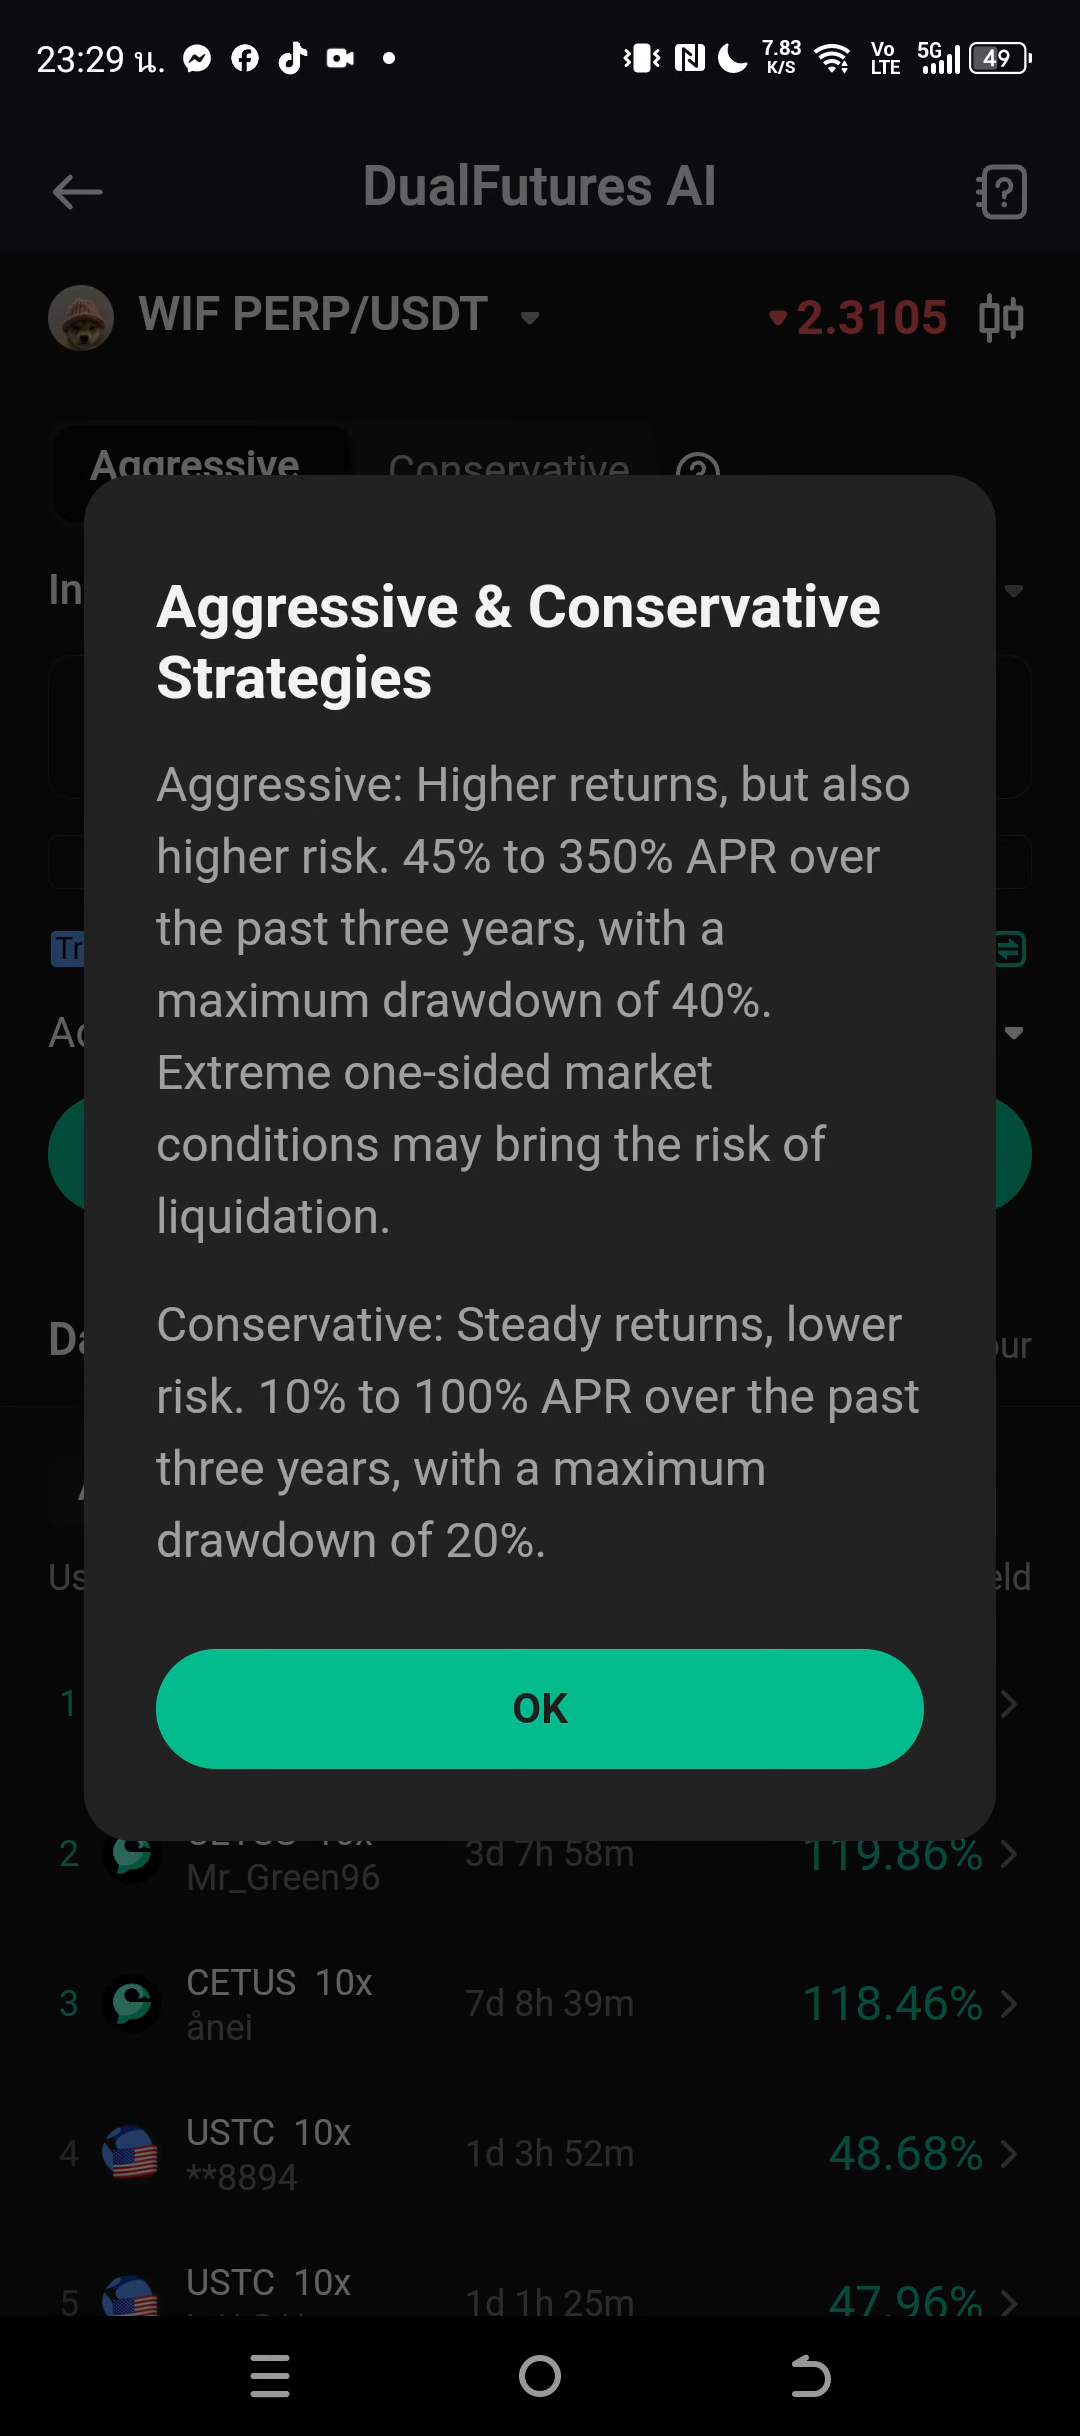 23:29 น.
7.83 K/S
Vo LTE
5G
49
DualFutures AI
WIF PERP/USDT
2.3105
Aggressive
Conservative
Aggressive & Conservative
Strategies
Aggressive: Higher returns, but also
higher risk. 45% to 350% APR over
the past three years, with a
maximum drawdown of 40%.
Extreme one-sided market
conditions may bring the risk of
liquidation.
Conservative: Steady returns, lower
risk. 10% to 100% APR over the past
three years, with a maximum
drawdown of 20%.
OK
1
2
CETUS 10x
Mr_Green96
3d 7h 58m
119.86%
3
CETUS 10x
ånei
7d 8h 39m
118.46%
4
USTC 10x
**8894
1d 3h 52m
48.68%
5
USTC 10x
1d 1h 25m
47.96%